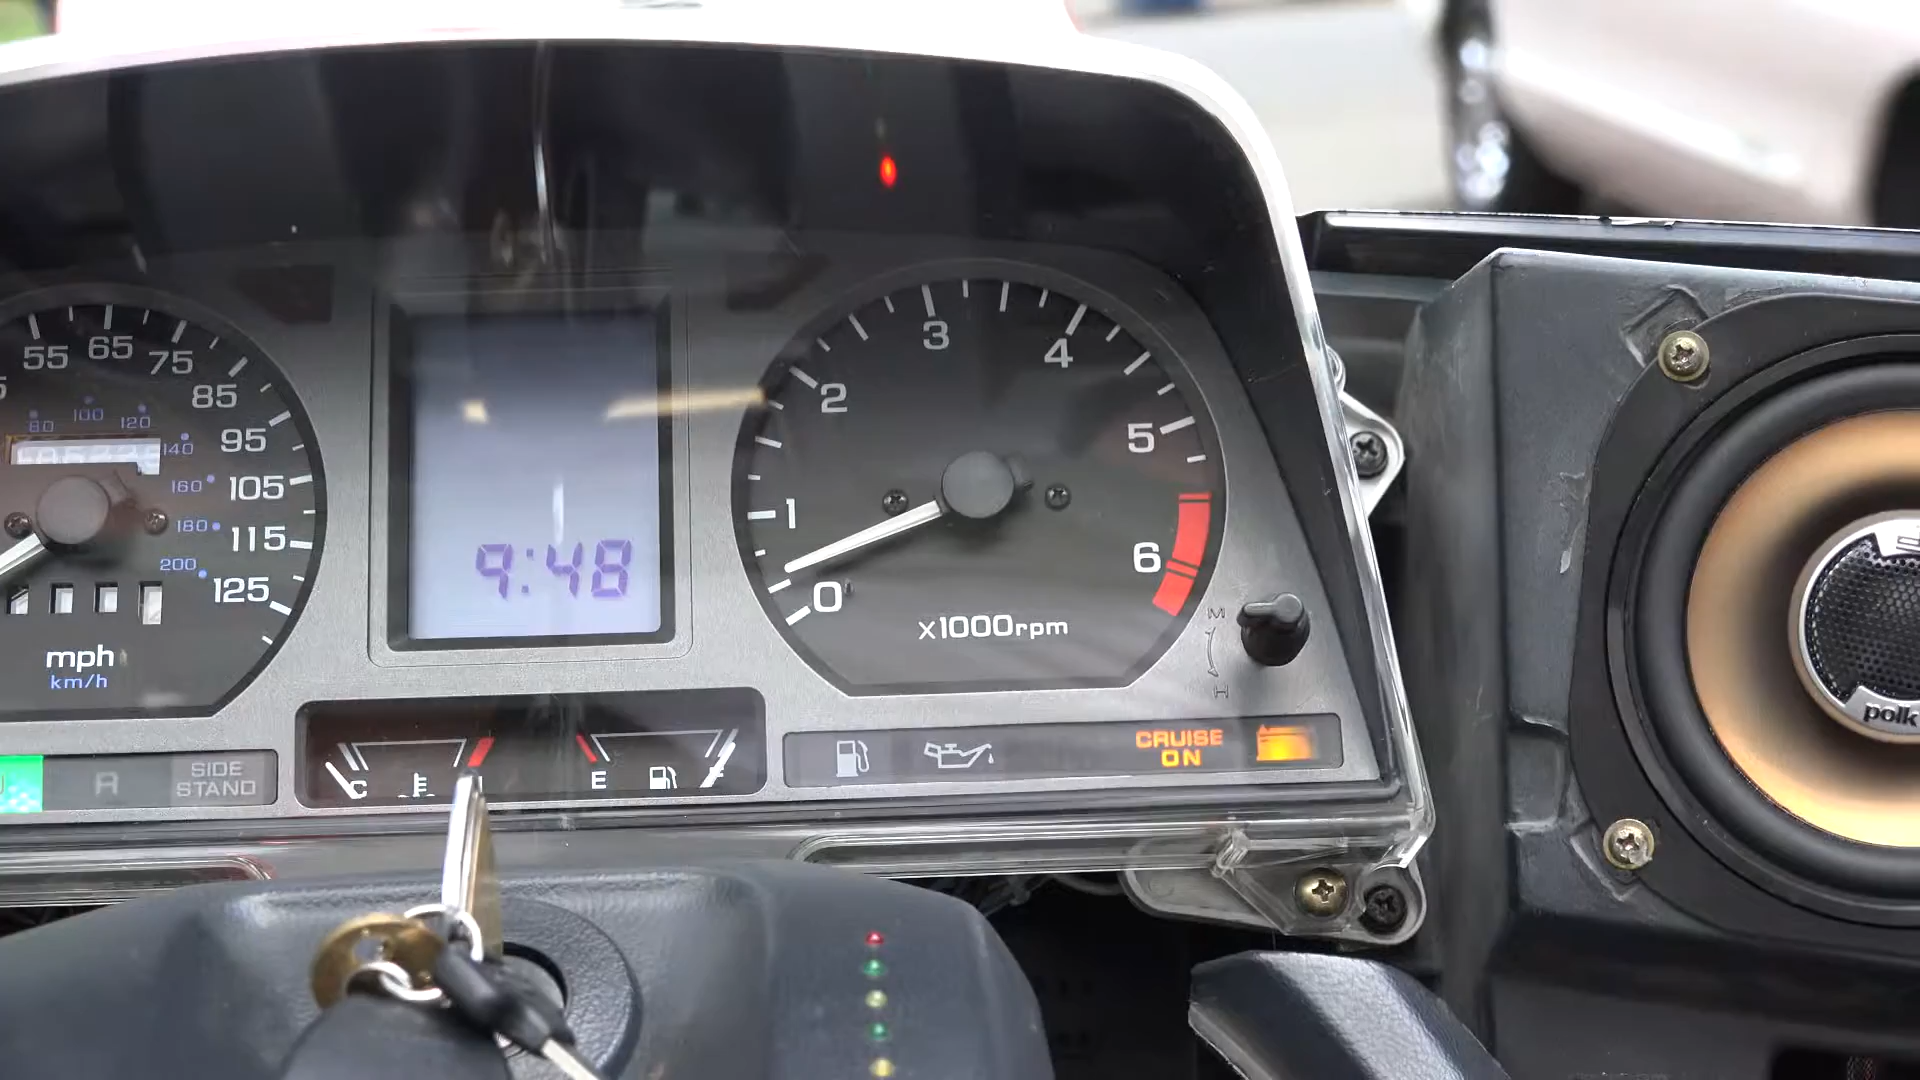 55 65 75 85 95 105 115 125
80 100 120 140 160 180 200
mph
km/h
9:48
0 1 2 3 4 5 6
x1000rpm
M
H
R
SIDE
STAND
C
E
F
CRUISE
ON
polk